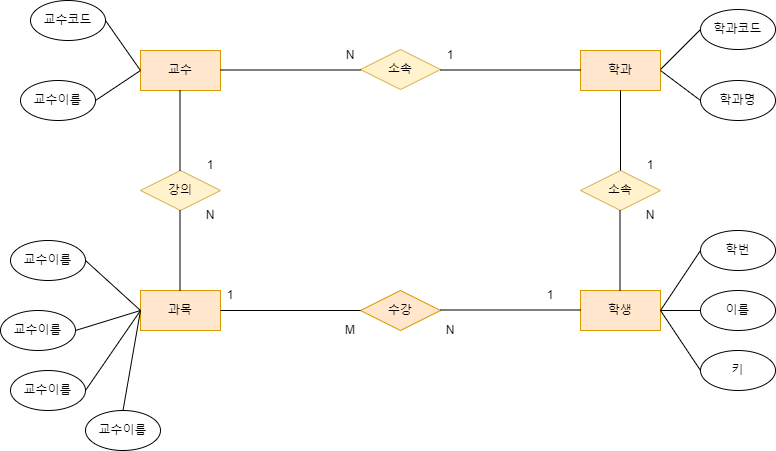 교수코드
교수이름
교수
N
소속
1
학과
학과코드
학과명
1
강의
N
1
소속
N
교수이름
교수이름
교수이름
교수이름
과목
1
M
수강
N
1
학생
학번
이름
키